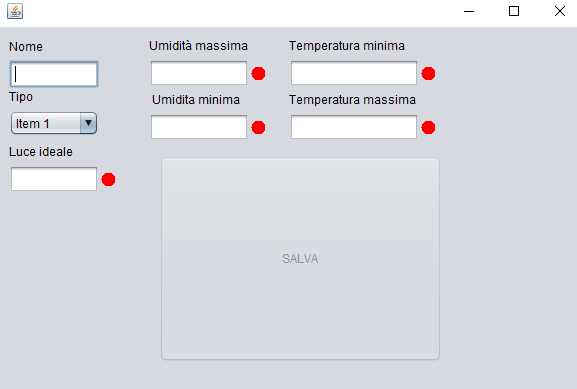 Nome
Umidità massima
Temperatura minima
Tipo
Umidita minima
Temperatura massima
Item 1
Luce ideale
SALVA